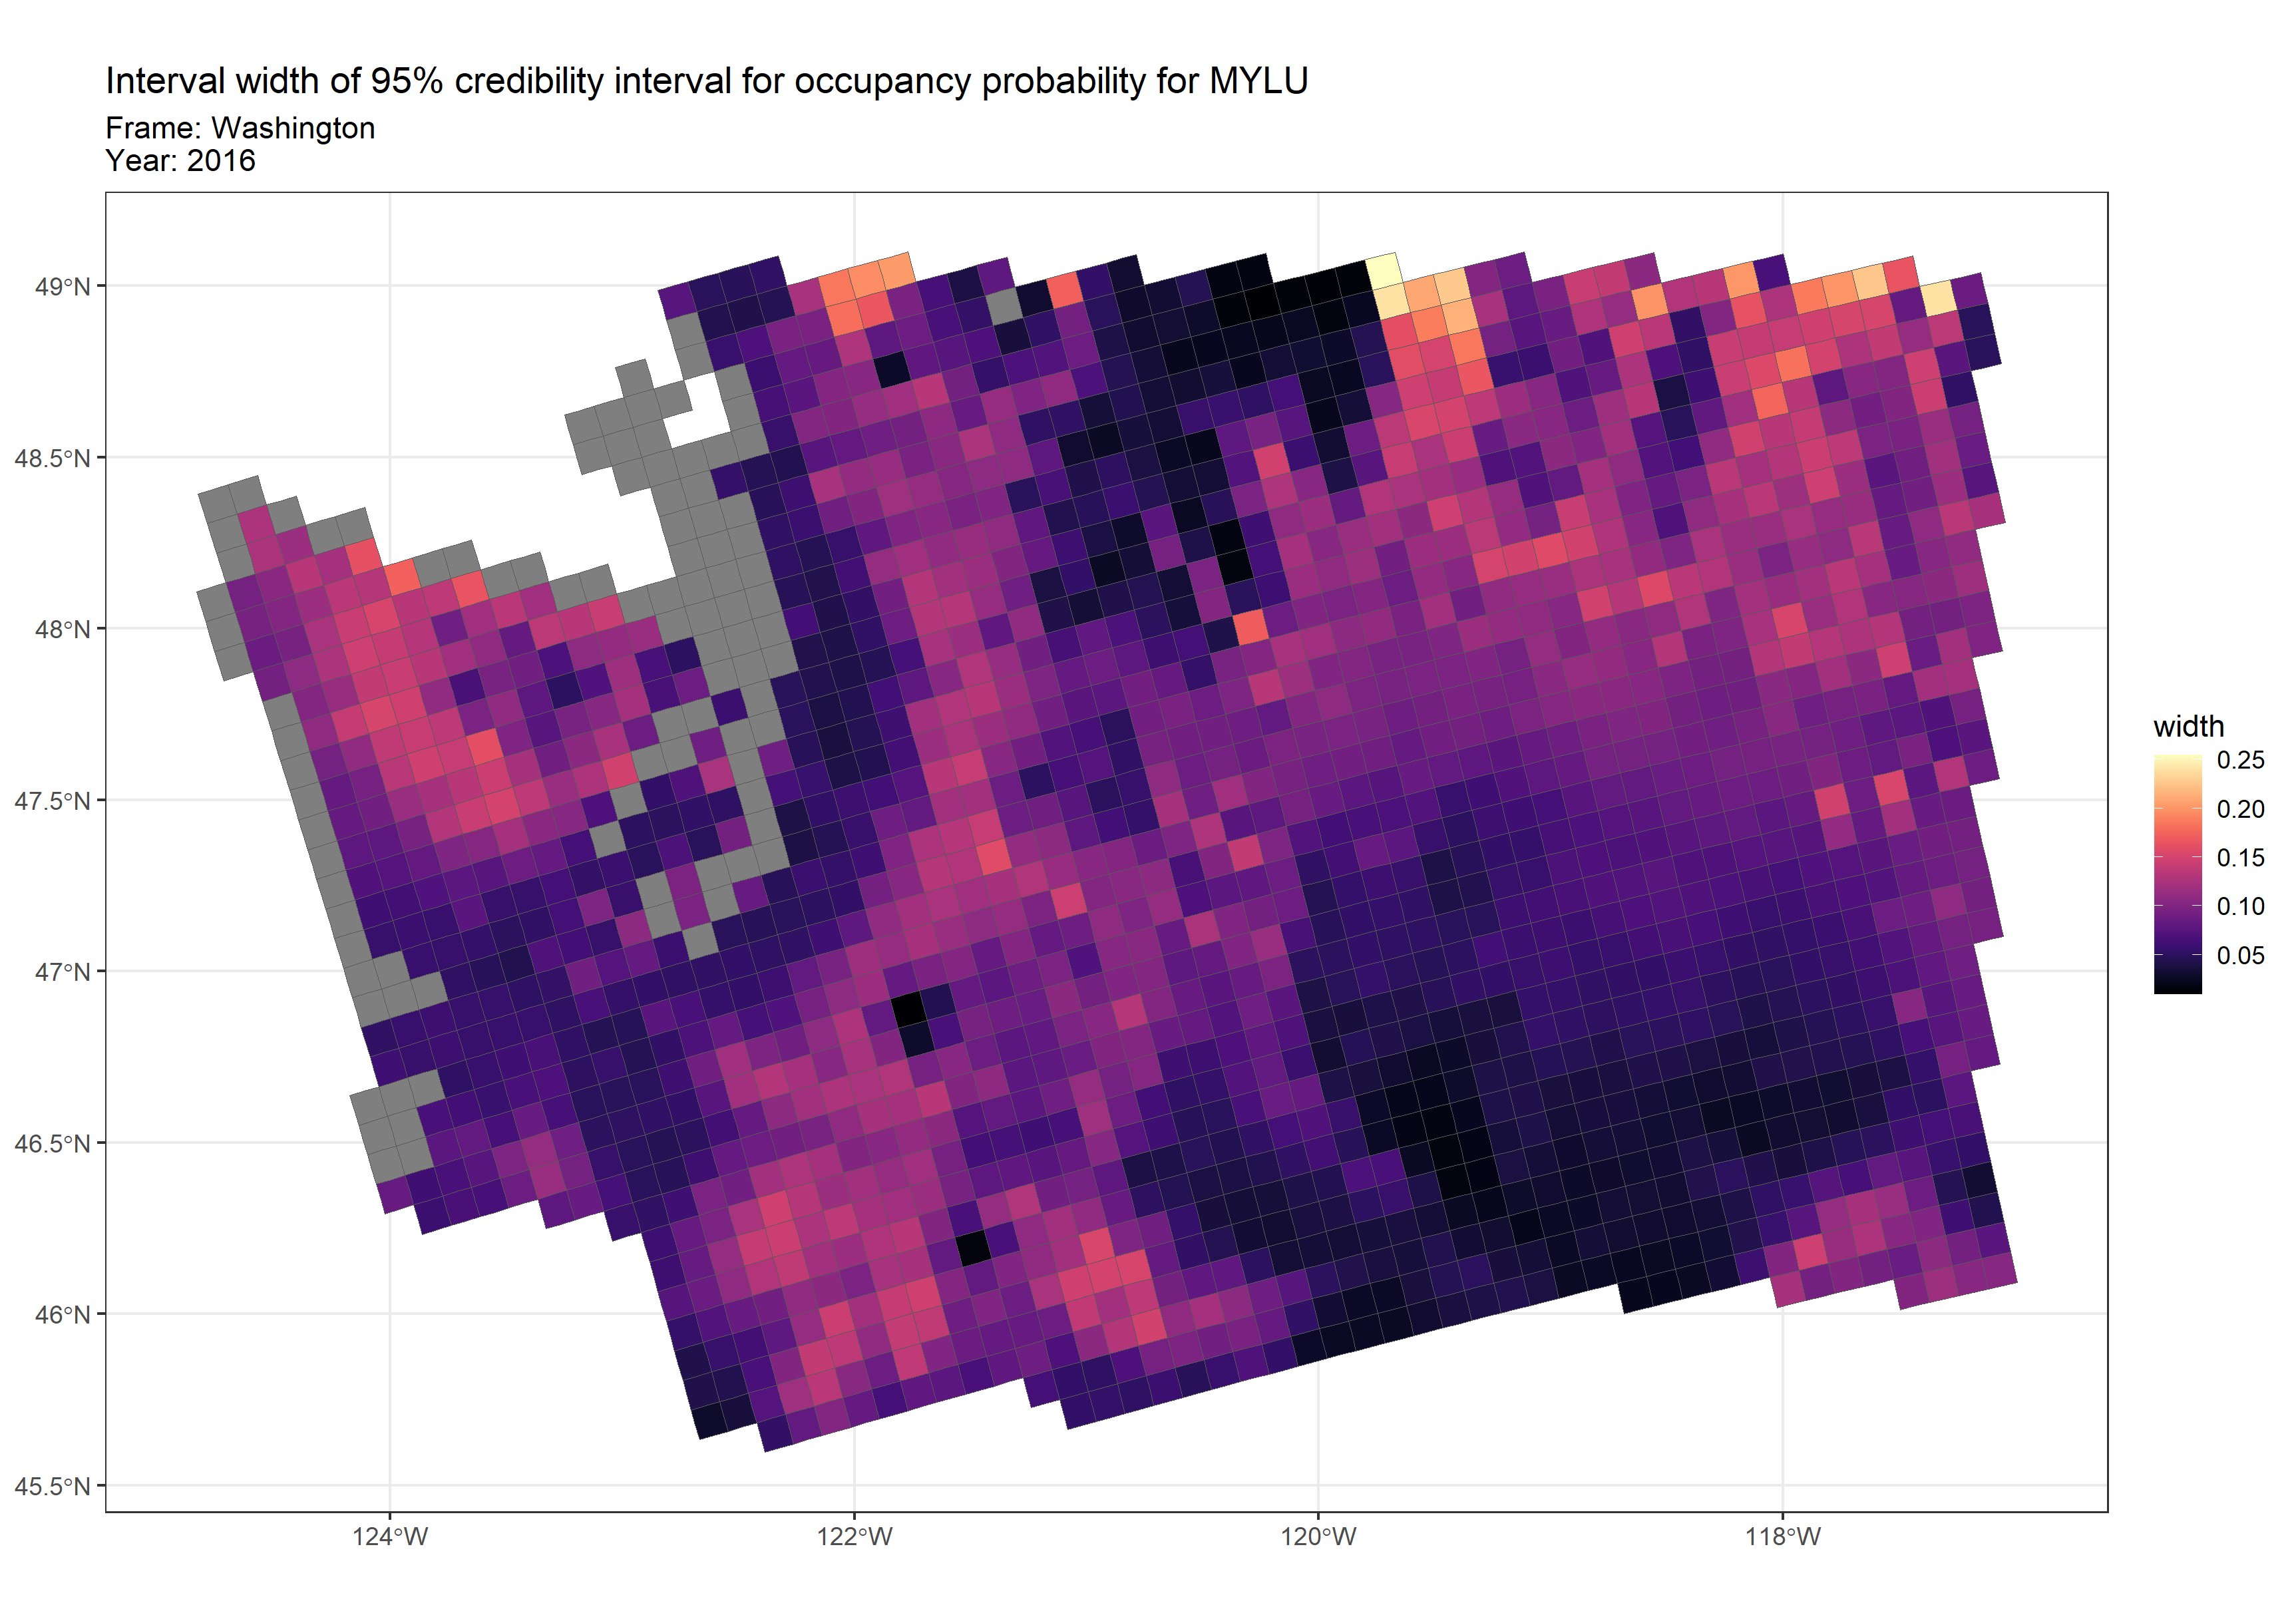 Interval width of 95% credibility interval for occupancy probability for MYLU
Frame: Washington
Year: 2016
49°N
48.5°N
48°N
47.5°N
47°N
46.5°N
46°N
45.5°N
124°W
122°W
120°W
118°W
width
0.25
0.20
0.15
0.10
0.05